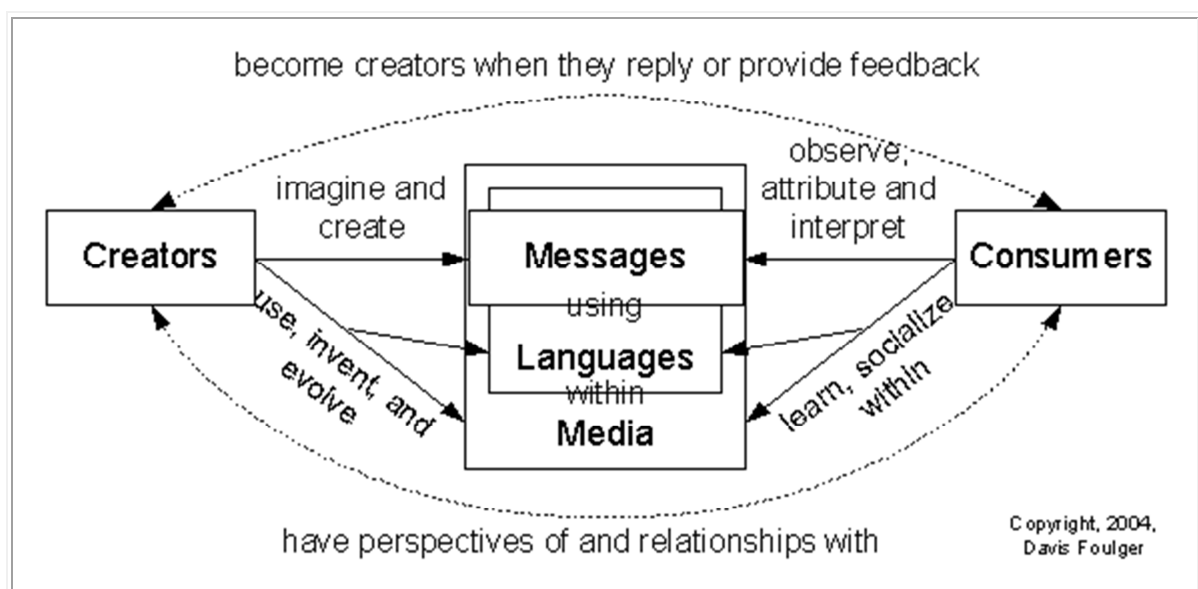 become creators when they reply or provide feedback
imagine and
create
observe,
attribute and
interpret
Creators
Messages
Consumers
using
Languages
within
Media
use, invent, and
evolve
learn, socialize
within
have perspectives of and relationships with
Copyright, 2004,
Davis Foulger